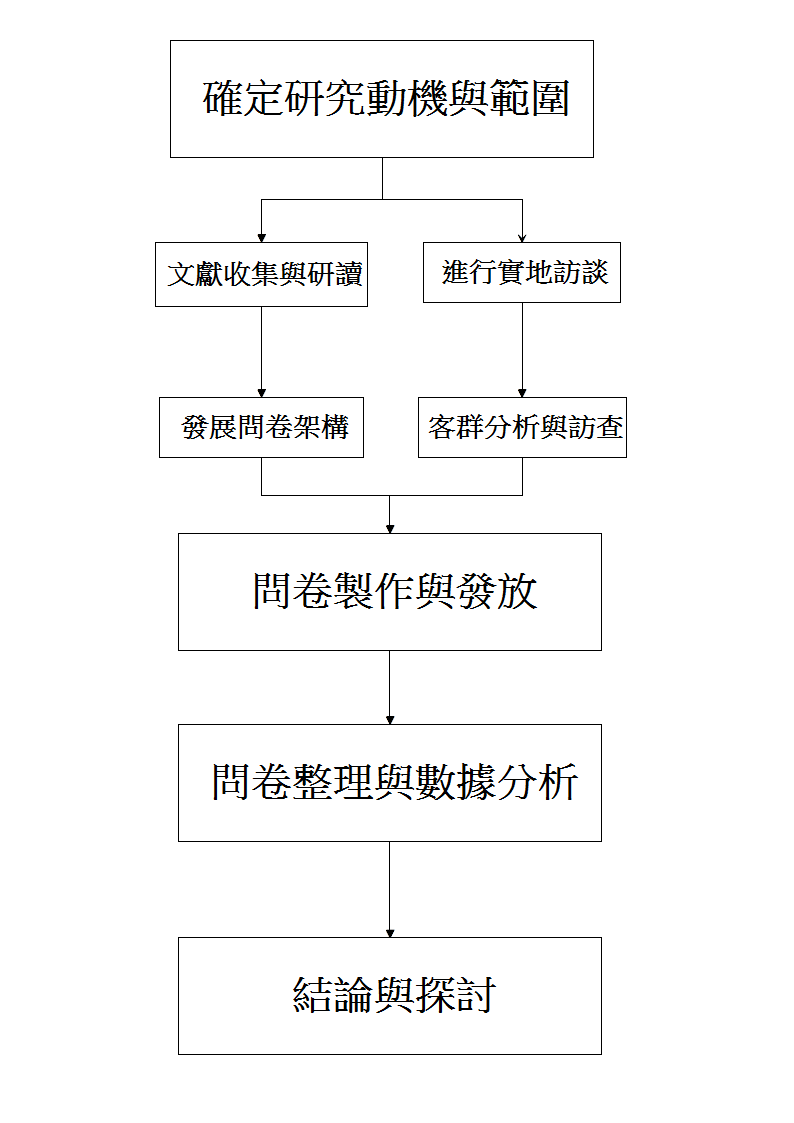 確定研究動機與範圍
文獻收集與研讀
進行實地訪談
發展問卷架構
客群分析與訪查
問卷製作與發放
問卷整理與數據分析
結論與探討